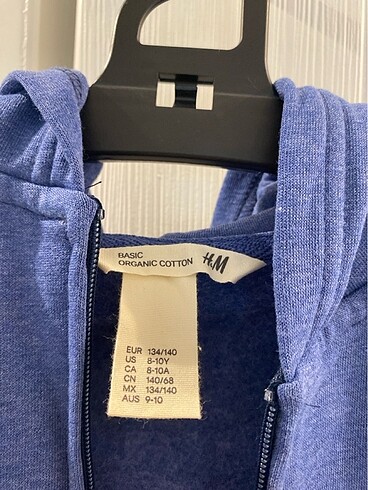 BASIC
ORGANIC COTTON H&M
EUR 134/140
US 8-10Y
CA 8-10A
CN 140/68
MX 134/140
AUS 9-10